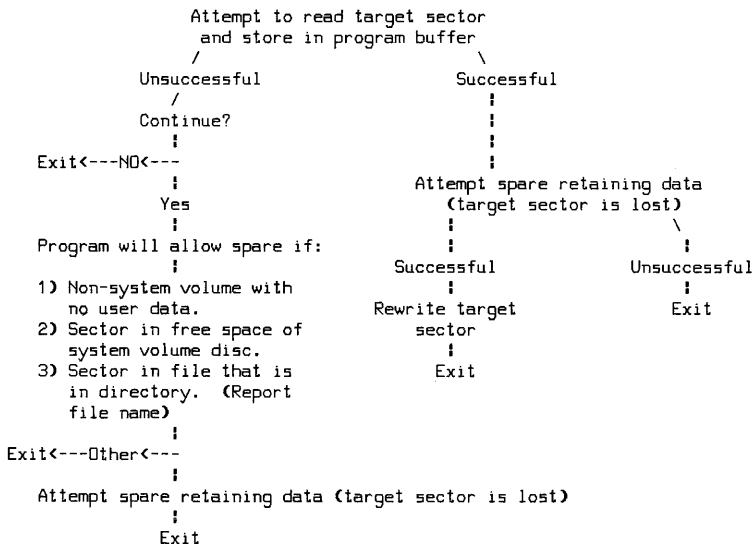 Attempt to read target sector
and store in program buffer
/ \
Unsuccessful Successful
/ ¦
Continue? ¦
¦ ¦
Exit<---NO<--- ¦
¦ Attempt spare retaining data
Yes (target sector is lost)
¦ ¦ \
Program will allow spare if: ¦ ¦
¦ Successful Unsuccessful
1) Non-system volume with ¦ ¦
no user data. Rewrite target Exit
2) Sector in free space of sector
system volume disc. ¦
3) Sector in file that is Exit
in directory. (Report
file name)
¦
Exit<---Other<---
¦
Attempt spare retaining data (target sector is lost)
¦
Exit